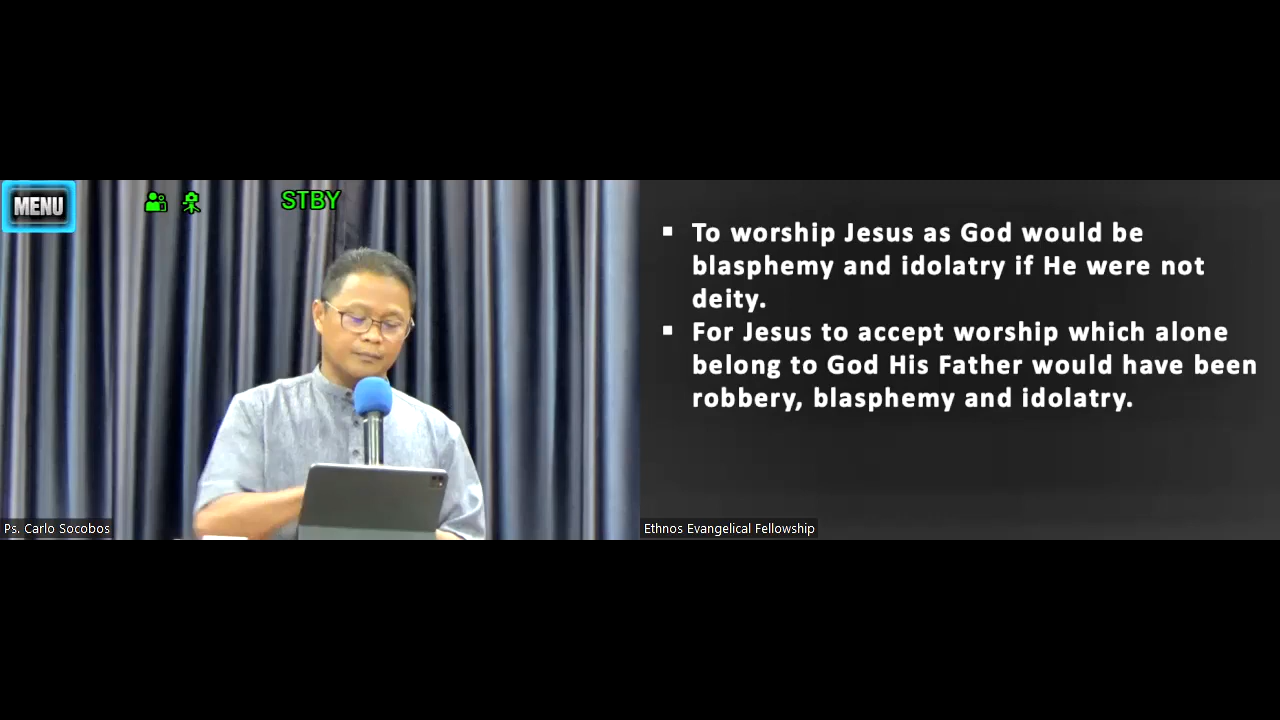 MENU
STBY
Ps. Carlo Socobos
▪ To worship Jesus as God would be
blasphemy and idolatry if He were not
deity.
▪ For Jesus to accept worship which alone
belong to God His Father would have been
robbery, blasphemy and idolatry.
Ethnos Evangelical Fellowship